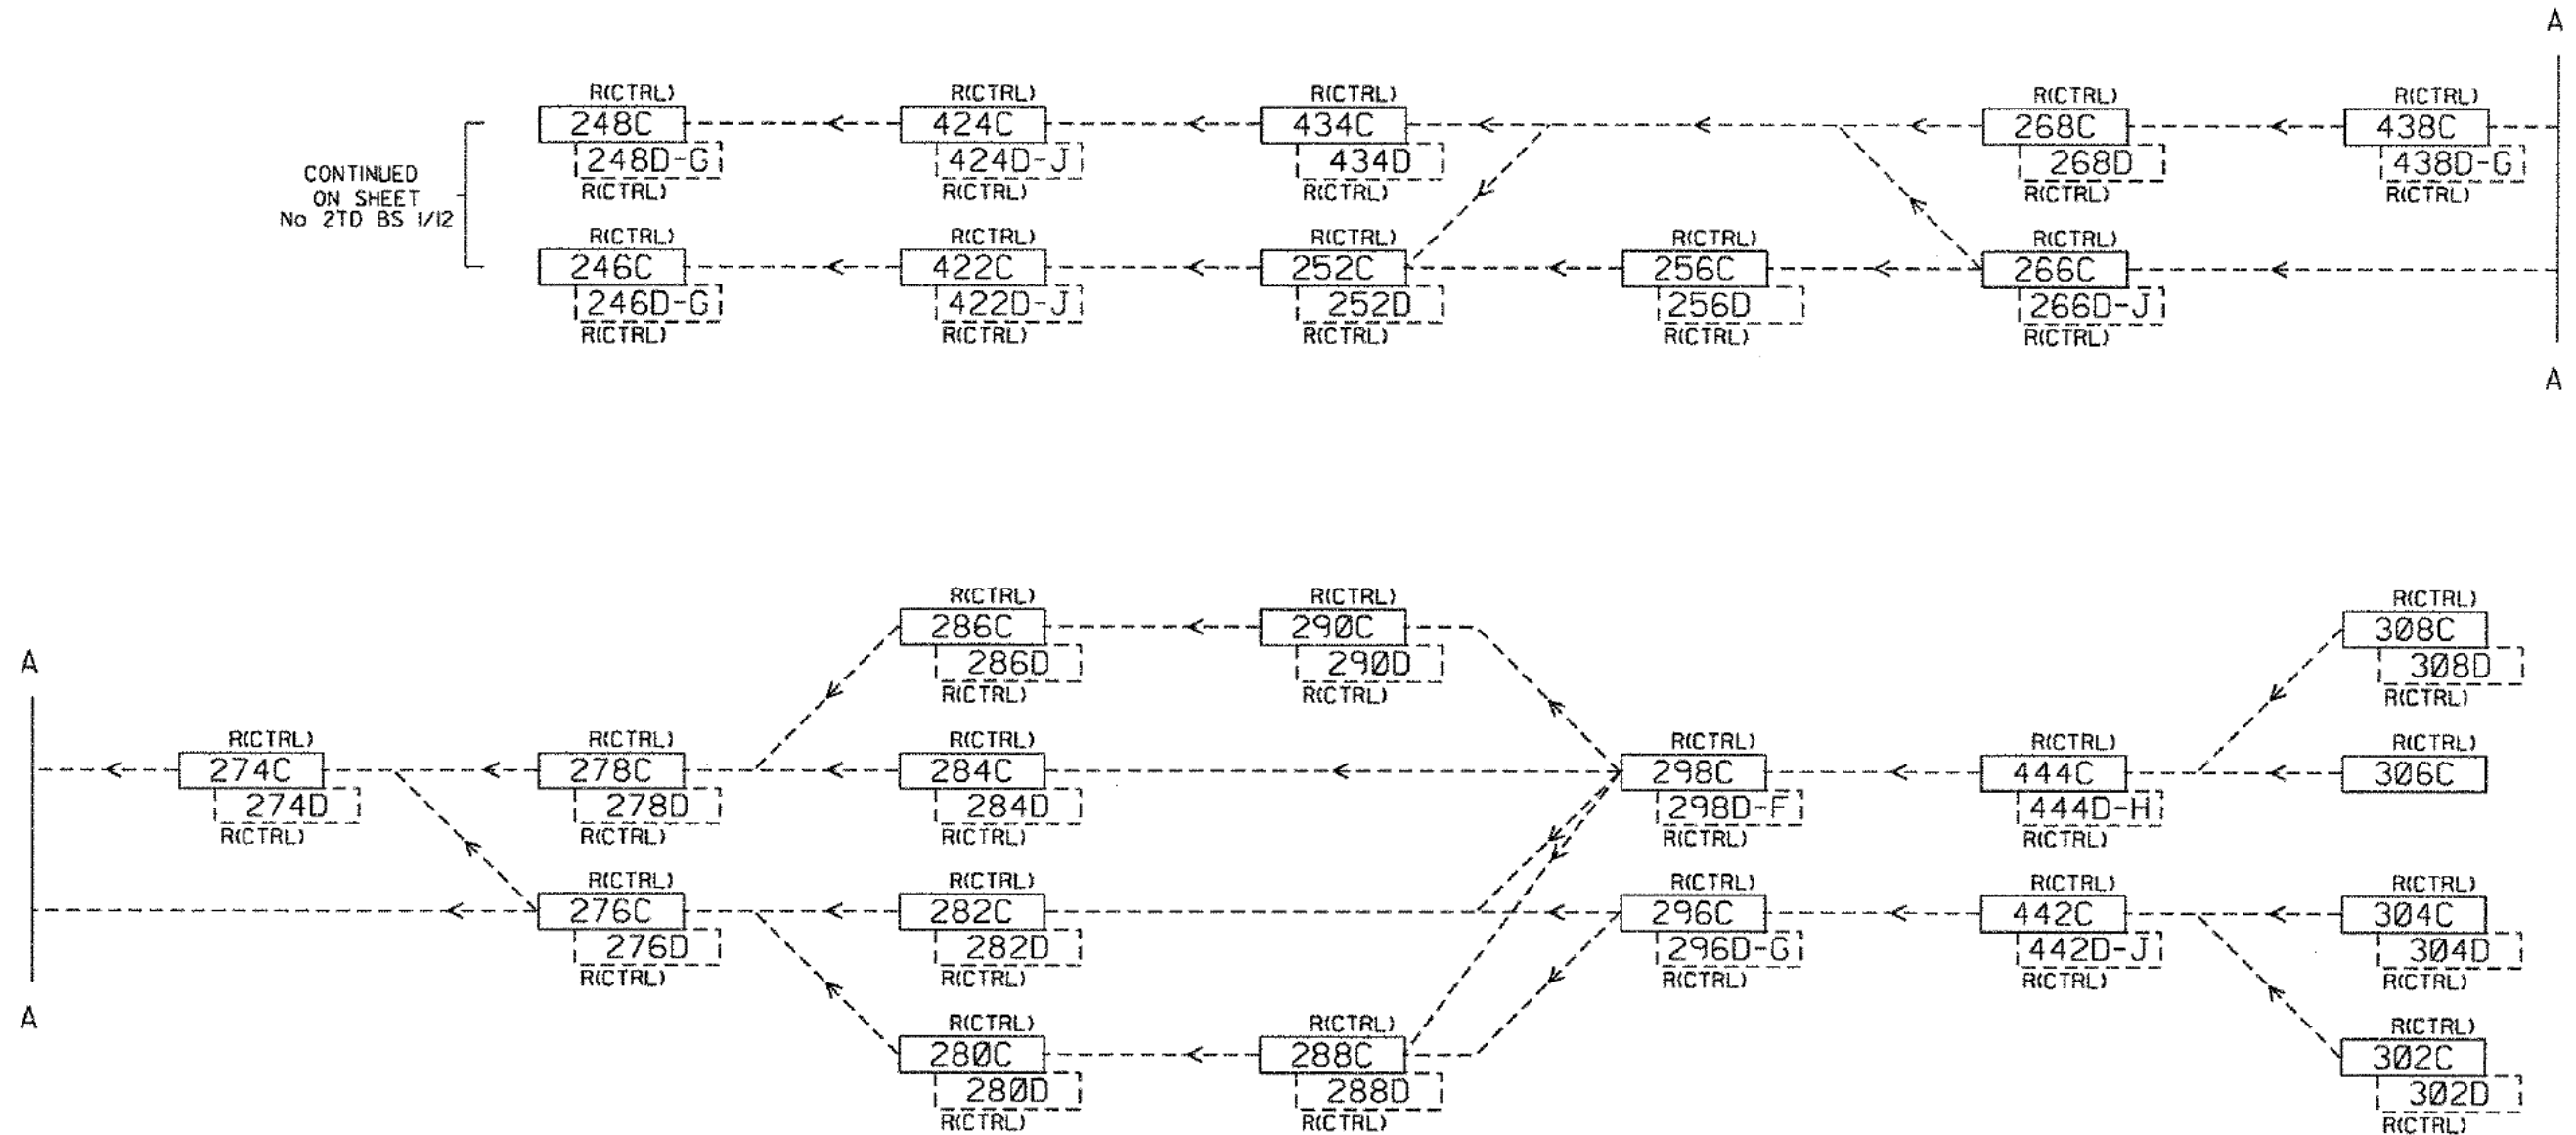 A
R(CTRL) R(CTRL) R(CTRL) R(CTRL) R(CTRL)
248C 424C 434C 268C 438C
248D-G 424D-J 434D 268D 438D-G
R(CTRL) R(CTRL) R(CTRL) R(CTRL) R(CTRL)
CONTINUED
ON SHEET
No 2TD BS 1/12
R(CTRL) R(CTRL) R(CTRL) R(CTRL) R(CTRL)
246C 422C 252C 256C 266C
246D-G 422D-J 252D 256D 266D-J
R(CTRL) R(CTRL) R(CTRL) R(CTRL) R(CTRL)
A
R(CTRL) R(CTRL) R(CTRL)
286C 290C 308C
286D 290D 308D
R(CTRL) R(CTRL) R(CTRL)
A
R(CTRL) R(CTRL) R(CTRL) R(CTRL) R(CTRL) R(CTRL)
274C 278C 284C 298C 444C 306C
274D 278D 284D 298D-F 444D-H
R(CTRL) R(CTRL) R(CTRL) R(CTRL) R(CTRL)
R(CTRL) R(CTRL) R(CTRL) R(CTRL) R(CTRL)
276C 282C 296C 442C 304C
276D 282D 296D-G 442D-J 304D
R(CTRL) R(CTRL) R(CTRL) R(CTRL) R(CTRL)
A
R(CTRL) R(CTRL) R(CTRL)
280C 288C 302C
280D 288D 302D
R(CTRL) R(CTRL) R(CTRL)